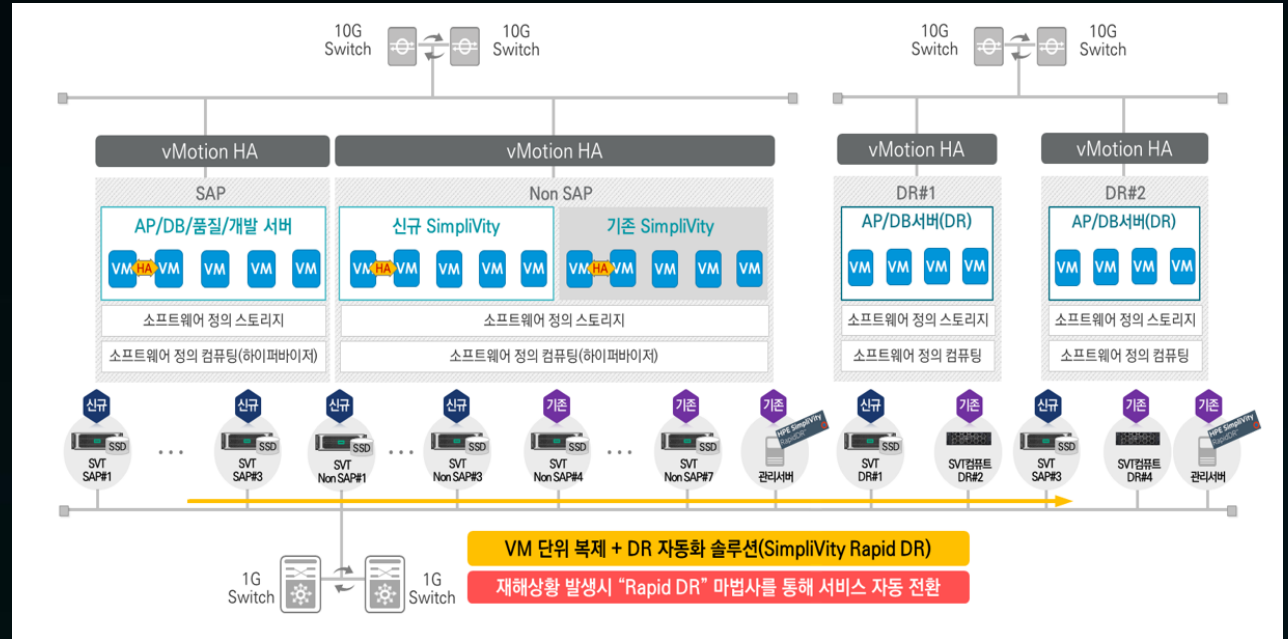 10G
Switch
10G
Switch
10G
Switch
10G
Switch
vMotion HA
vMotion HA
vMotion HA
vMotion HA
SAP
Non SAP
DR#1
DR#2
AP/DB/품질/개발 서버
신규 SimpliVity
기존 SimpliVity
AP/DB서버(DR)
AP/DB서버(DR)
VM HA VM VM VM VM
VM HA VM VM VM VM
VM HA VM VM VM VM
VM VM VM VM
VM VM VM VM
소프트웨어 정의 스토리지
소프트웨어 정의 스토리지
소프트웨어 정의 스토리지
소프트웨어 정의 스토리지
소프트웨어 정의 컴퓨팅(하이퍼바이저)
소프트웨어 정의 컴퓨팅(하이퍼바이저)
소프트웨어 정의 컴퓨팅
소프트웨어 정의 컴퓨팅
신규
SSD
SVT
SAP#1
...
신규
SSD
SVT
SAP#3
신규
SSD
SVT
Non SAP#1
...
신규
SSD
SVT
Non SAP#3
기존
SSD
SVT
Non SAP#4
...
기존
SSD
SVT
Non SAP#7
기존
HPE SimpliVity
RapidDR
관리서버
신규
SSD
SVT
DR#1
기존
SVT컴퓨트
DR#2
신규
SSD
SVT
SAP#3
기존
SVT컴퓨트
DR#4
기존
HPE SimpliVity
RapidDR
관리서버
VM 단위 복제 + DR 자동화 솔루션(SimpliVity Rapid DR)
재해상황 발생시 “Rapid DR” 마법사를 통해 서비스 자동 전환
1G
Switch
1G
Switch